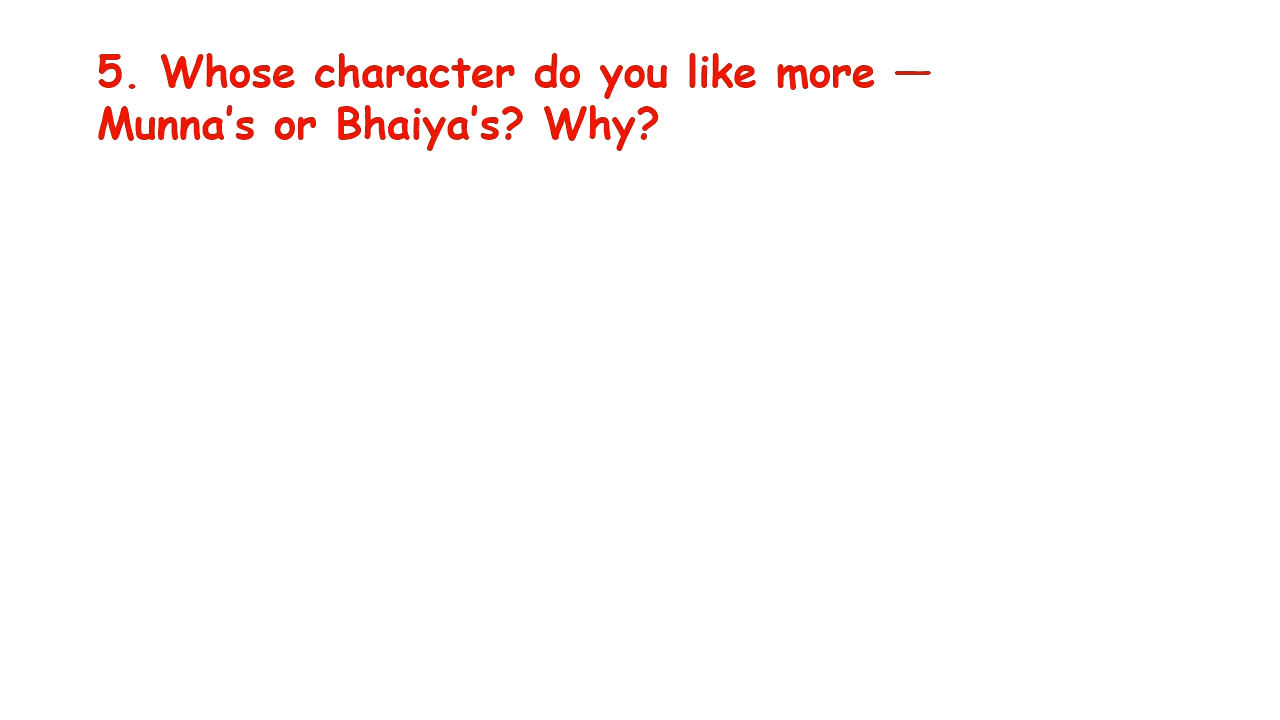 5. Whose character do you like more —
Munna's or Bhaiya's? Why?